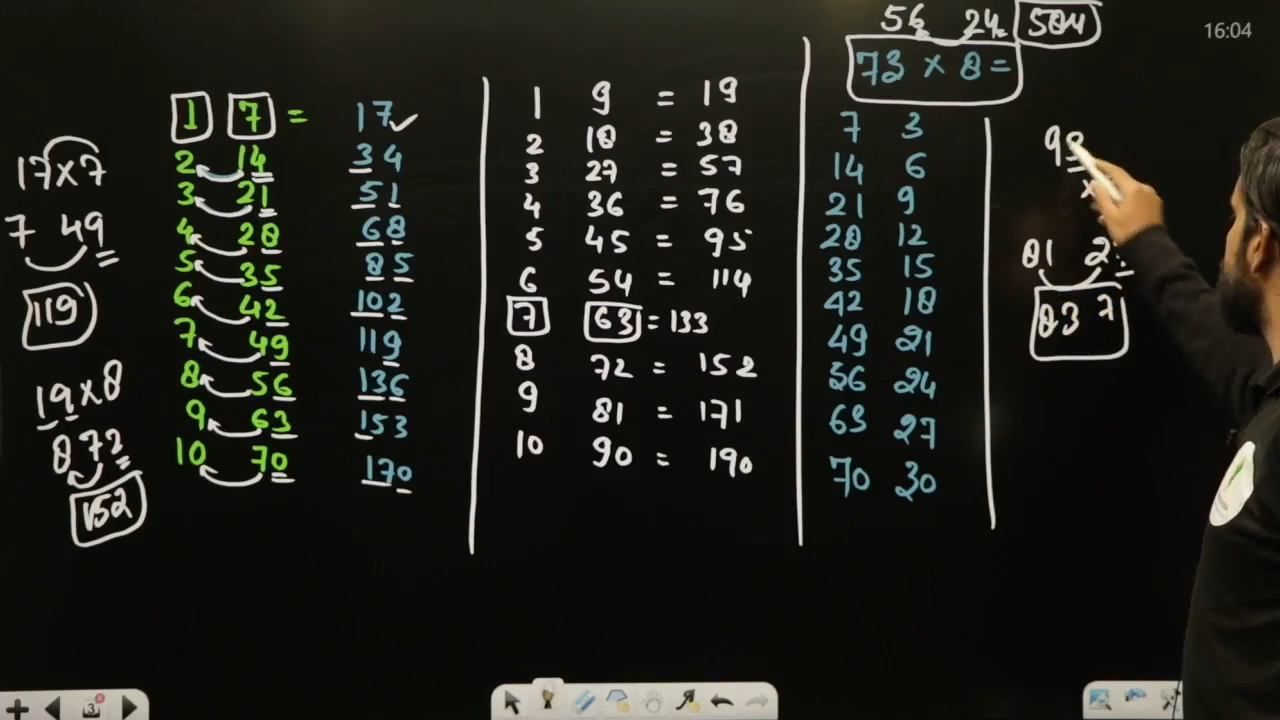 16:04
17×7
7 49
119
19×8
8 72
152
1 7 = 17
2 14 34
3 21 51
4 28 68
5 35 85
6 42 102
7 49 119
8 56 136
9 63 153
10 70 170
1 9 = 19
2 18 = 38
3 27 = 57
4 36 = 76
5 45 = 95
6 54 = 114
7 63 = 133
8 72 = 152
9 81 = 171
10 90 = 190
56 24 584
73 × 8 =
7 3
14 6
21 9
28 12
35 15
42 18
49 21
56 24
63 27
70 30
×
81
83 7
3